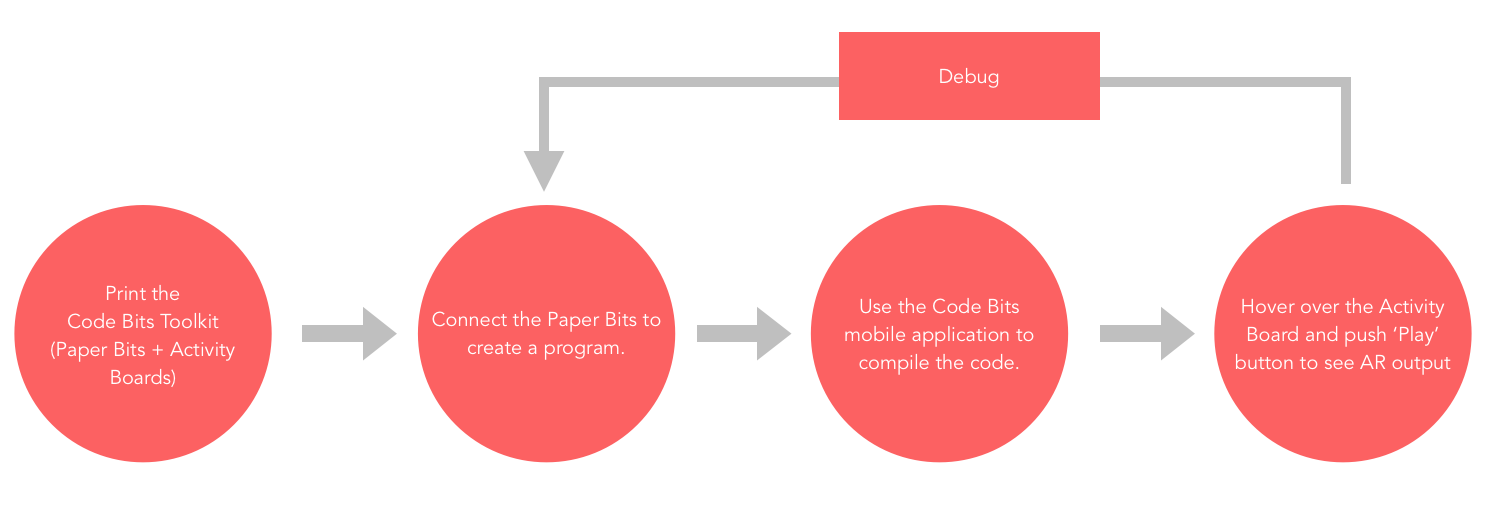 Debug
Print the
Code Bits Toolkit
(Paper Bits + Activity
Boards)
Connect the Paper Bits to
create a program.
Use the Code Bits
mobile application to
compile the code.
Hover over the Activity
Board and push ‘Play’
button to see AR output